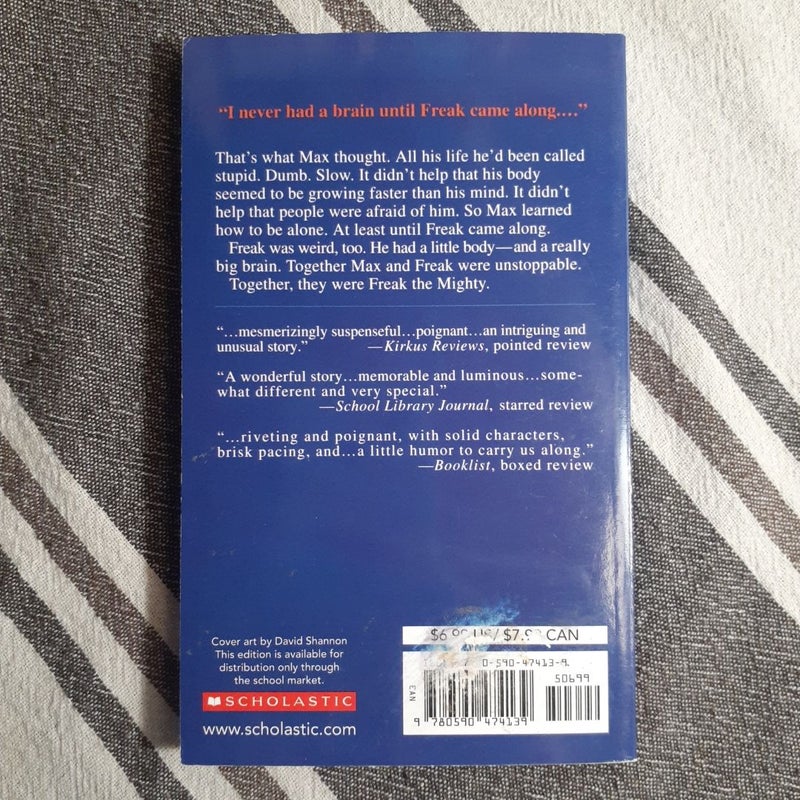 “I never had a brain until Freak came along....”
That’s what Max thought. All his life he’d been called
stupid. Dumb. Slow. It didn’t help that his body
seemed to be growing faster than his mind. It didn’t
help that people were afraid of him. So Max learned
how to be alone. At least until Freak came along.
Freak was weird, too. He had a little body—and a really
big brain. Together Max and Freak were unstoppable.
Together, they were Freak the Mighty.
“...mesmerizingly suspenseful...poignant...an intriguing and
unusual story.” —Kirkus Reviews, pointed review
“A wonderful story...memorable and luminous...some-
what different and very special.”
—School Library Journal, starred review
“...riveting and poignant, with solid characters,
brisk pacing, and...a little humor to carry us along.”
—Booklist, boxed review
Cover art by David Shannon
This edition is available for
distribution only through
the school market.
SCHOLASTIC
www.scholastic.com
US/ CAN
0-590-47413-9
50699
EAN
9 780590 474139